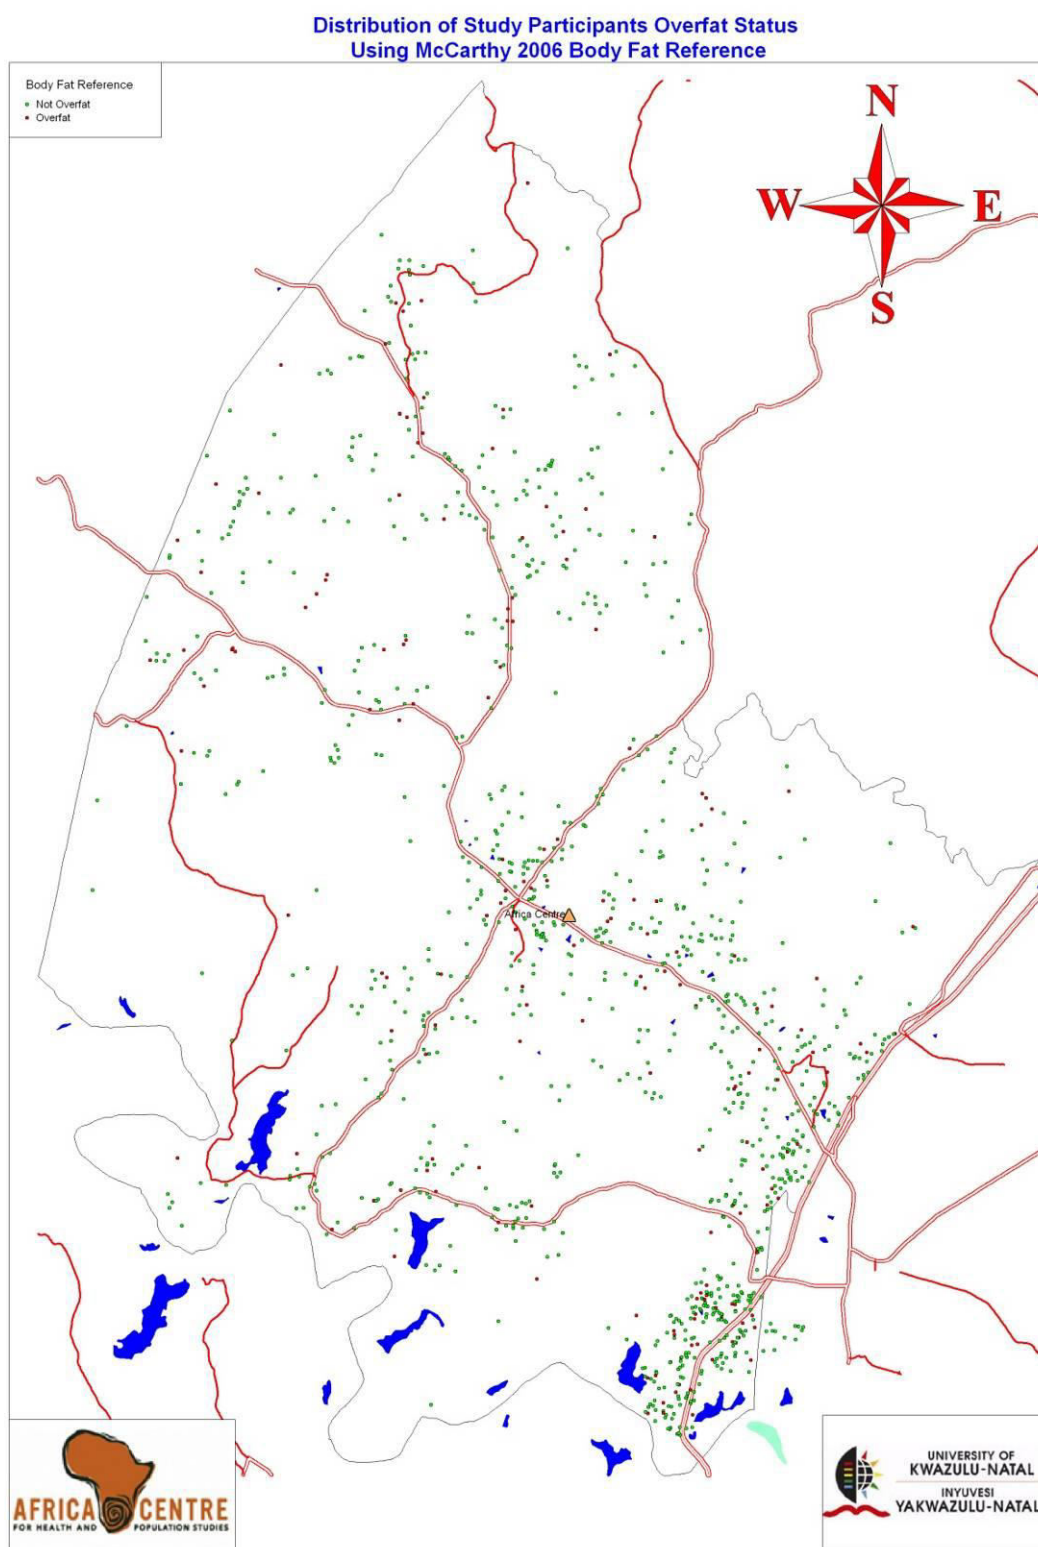 Distribution of Study Participants Overfat Status
Using McCarthy 2006 Body Fat Reference
Body Fat Reference
Not Overfat
Overfat
N
W
E
S
Africa Centre
AFRICA CENTRE
FOR HEALTH AND POPULATION STUDIES
UNIVERSITY OF
KWAZULU-NATAL
INYUVESI
YAKWAZULU-NATALI